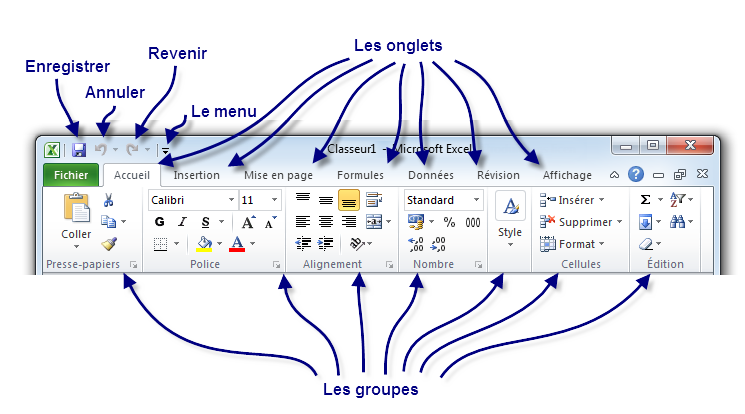 Les onglets
Revenir
Enregistrer
Annuler
Le menu
Classeur1 - Microsoft Excel
Fichier Accueil Insertion Mise en page Formules Données Révision Affichage
Calibri 11 Standard Σ Insérer
Coller G I S A A % 000 Style Supprimer
A ,00 ,00 Format
Presse-papiers Police Alignement Nombre Cellules Édition
Les groupes